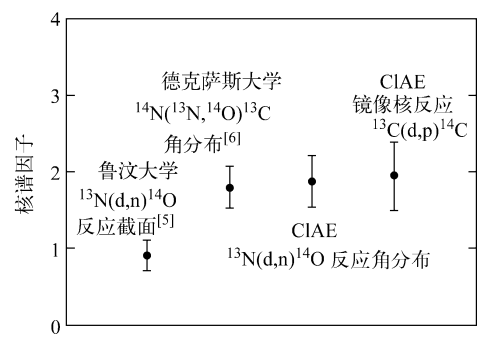 4
3
2
1
0
核谱因子
鲁汶大学
¹³N(d,n)¹⁴O
反应截面[5]
德克萨斯大学
¹⁴N(¹³N,¹⁴O)¹³C
角分布[6]
ClAE
¹³N(d,n)¹⁴O 反应角分布
ClAE
镜像核反应
¹³C(d,p)¹⁴C